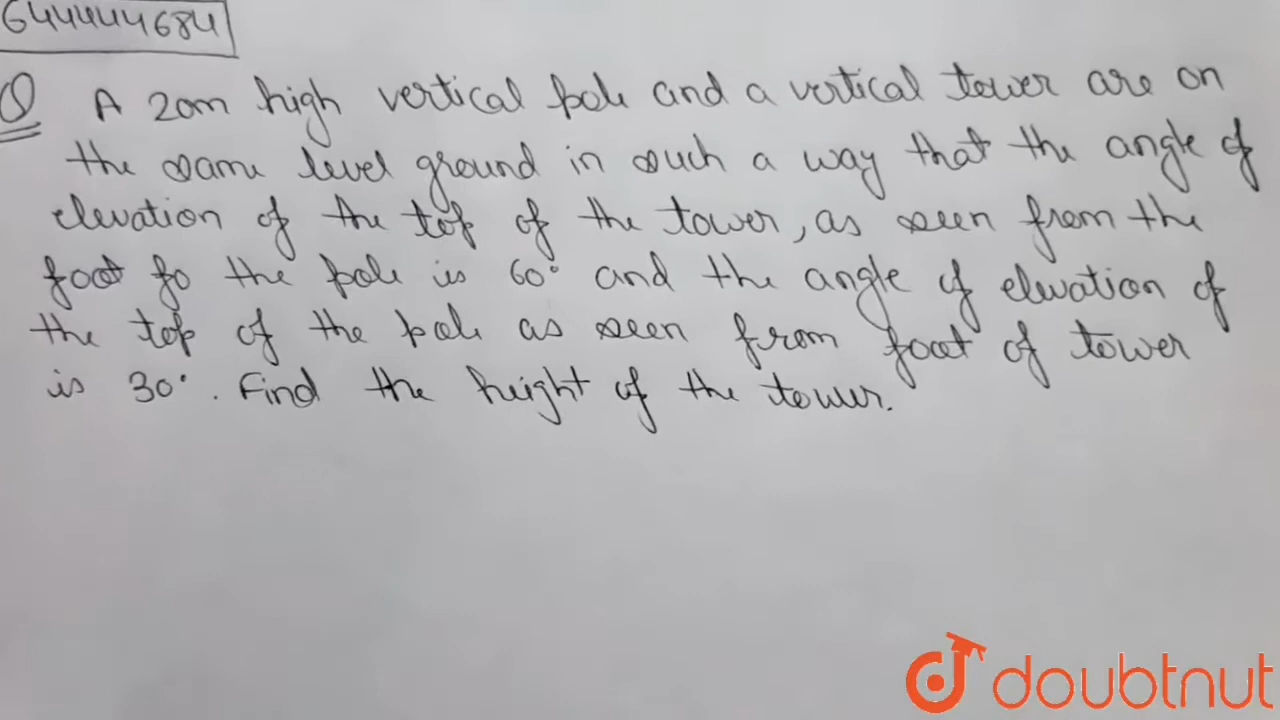 644444684
Q A 20m high vertical pole and a vertical tower are on
the same level ground in such a way that the angle of
elevation of the top of the tower, as seen from the
foot fo the pole is 60° and the angle of elevation of
the top of the pole as seen from foot of tower
is 30°. Find the height of the tower.
doubtnut